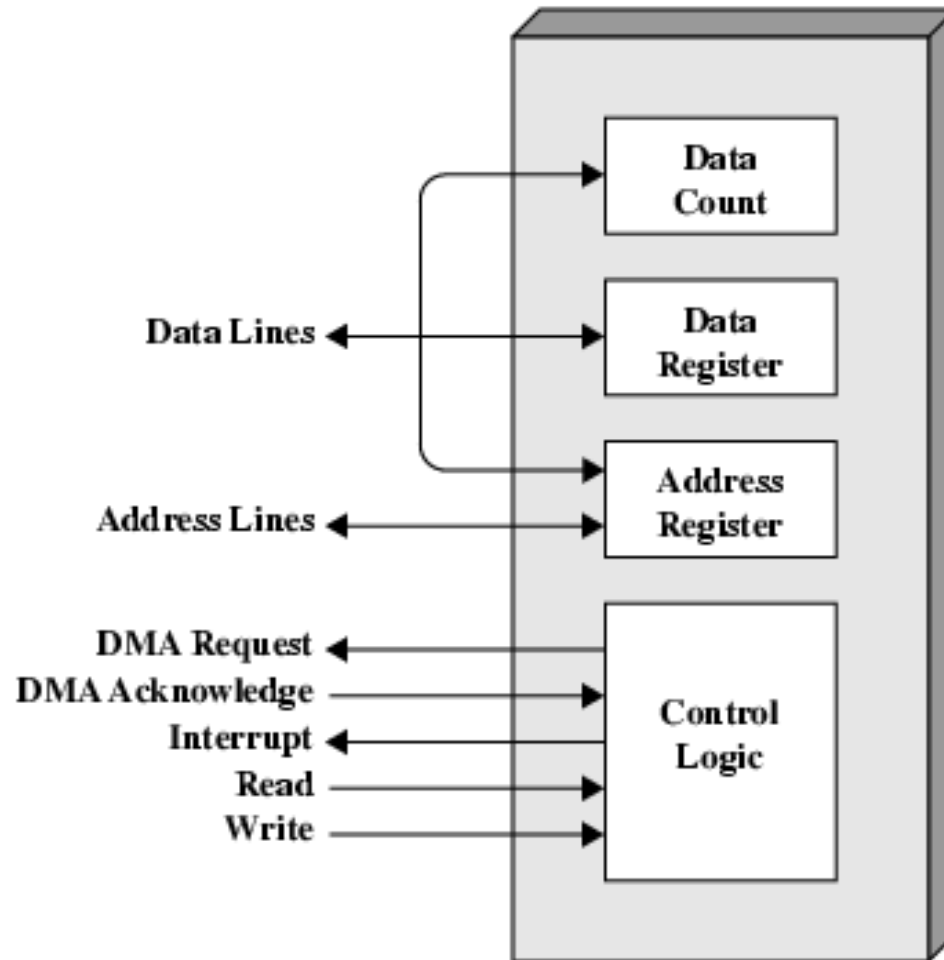 Data
Count
Data Lines
Data
Register
Address
Register
Address Lines
DMA Request
DMA Acknowledge
Interrupt
Read
Write
Control
Logic